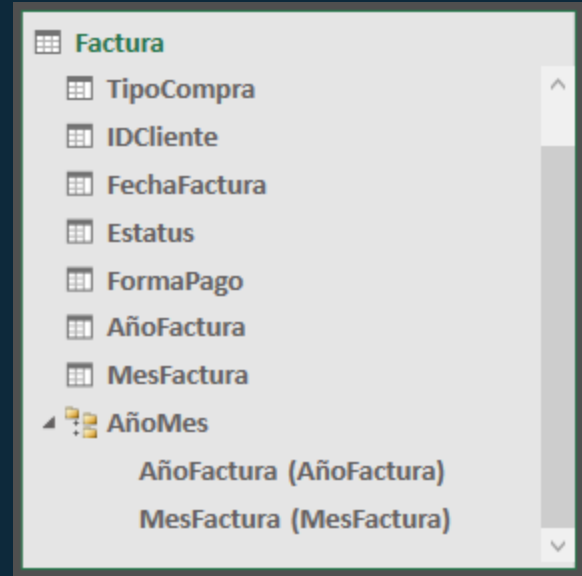 Factura
TipoCompra
IDCliente
FechaFactura
Estatus
FormaPago
AñoFactura
MesFactura
AñoMes
AñoFactura (AñoFactura)
MesFactura (MesFactura)